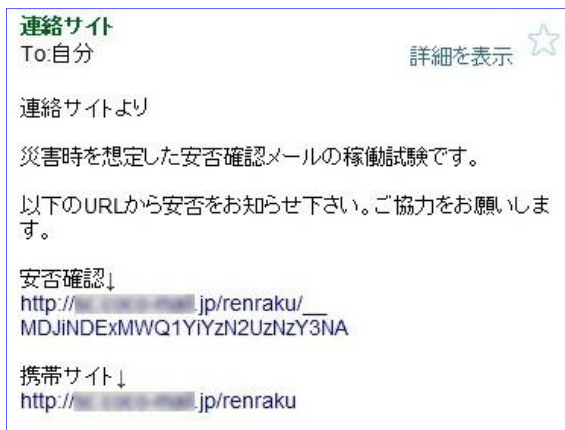 連絡サイト
To:自分
詳細を表示
連絡サイトより
災害時を想定した安否確認メールの稼働試験です。
以下のURLから安否をお知らせ下さい。ご協力をお願いしま
す。
安否確認↓
http:// .jp/renraku/__
MDJiNDExMWQ1YiYzN2UzNzY3NA
携帯サイト↓
http:// .jp/renraku